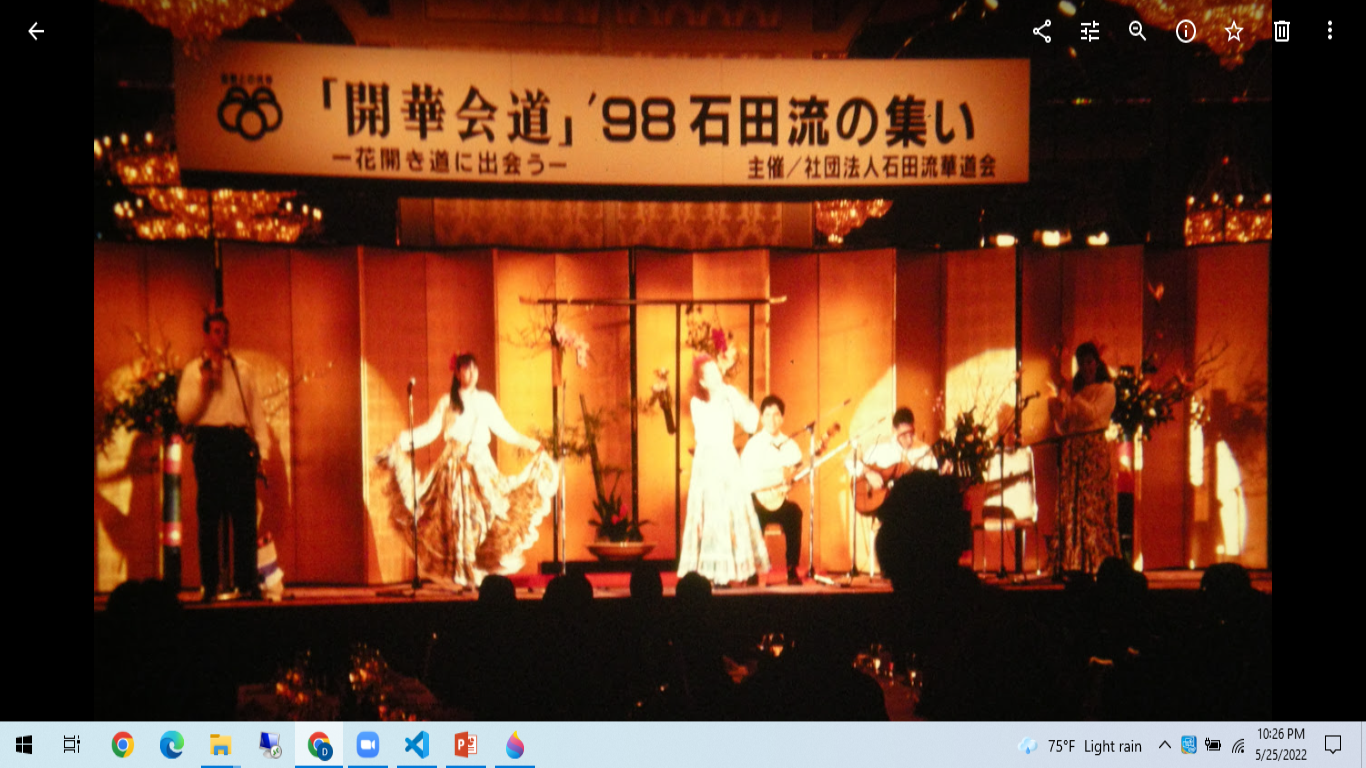 「開華会道」'98 石田流の集い
ー花開き道に出会うー
主催／社団法人石田流華道会
75°F Light rain
10:26 PM
5/25/2022